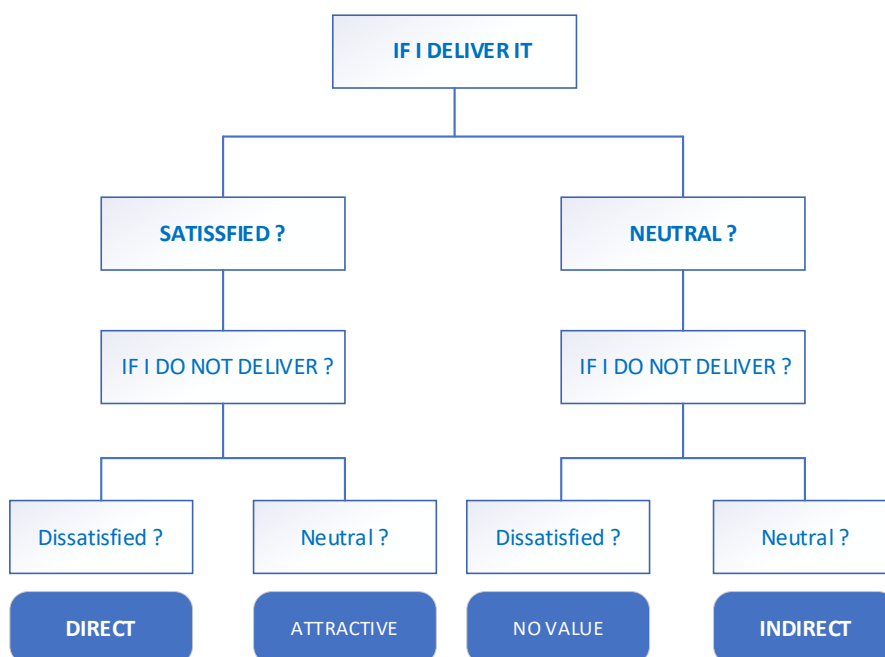 IF I DELIVER IT
SATISSFIED ?
NEUTRAL ?
IF I DO NOT DELIVER ?
IF I DO NOT DELIVER ?
Dissatisfied ?
Neutral ?
Dissatisfied ?
Neutral ?
DIRECT
ATTRACTIVE
NO VALUE
INDIRECT